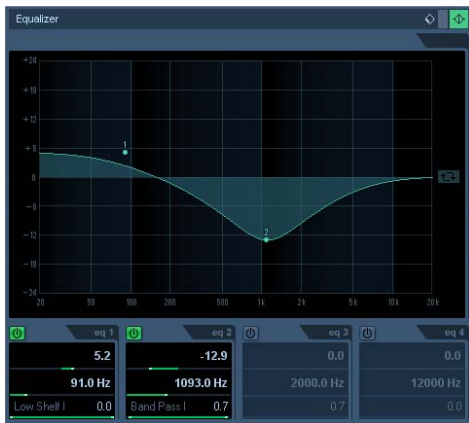 Equalizer
+24
+18
+12
+6
0
-6
-12
-18
-24
1
2
20 50 100 200 500 1k 2k 5k 10k 20k
eq 1 eq 2 eq 3 eq 4
5.2 -12.9 0.0 0.0
91.0 Hz 1093.0 Hz 2000.0 Hz 12000 Hz
Low Shelf I 0.0 Band Pass I 0.7 0.7 0.0